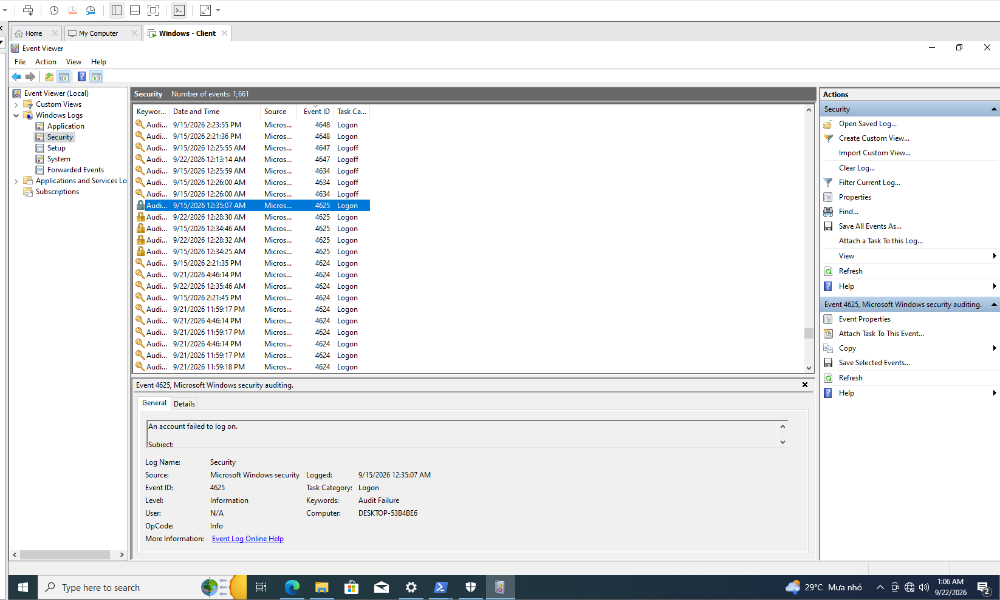 Home
My Computer
Windows - Client
Event Viewer
File Action View Help
Event Viewer (Local)
Custom Views
Windows Logs
Application
Security
Setup
System
Forwarded Events
Applications and Services Lo
Subscriptions
Security Number of events: 1,661
Keywor... Date and Time Source Event ID Task Ca...
Audi... 9/15/2026 2:23:55 PM Micros... 4648 Logon
Audi... 9/15/2026 2:21:36 PM Micros... 4648 Logon
Audi... 9/15/2026 12:25:55 AM Micros... 4647 Logoff
Audi... 9/22/2026 12:13:14 AM Micros... 4647 Logoff
Audi... 9/15/2026 12:25:59 AM Micros... 4634 Logoff
Audi... 9/15/2026 12:26:00 AM Micros... 4634 Logoff
Audi... 9/15/2026 12:26:00 AM Micros... 4634 Logoff
Audi... 9/15/2026 12:35:07 AM Micros... 4625 Logon
Audi... 9/22/2026 12:28:30 AM Micros... 4625 Logon
Audi... 9/15/2026 12:34:46 AM Micros... 4625 Logon
Audi... 9/22/2026 12:28:32 AM Micros... 4625 Logon
Audi... 9/15/2026 12:34:25 AM Micros... 4625 Logon
Audi... 9/15/2026 2:21:35 PM Micros... 4624 Logon
Audi... 9/21/2026 4:46:14 PM Micros... 4624 Logon
Audi... 9/22/2026 12:35:46 AM Micros... 4624 Logon
Audi... 9/15/2026 2:21:45 PM Micros... 4624 Logon
Audi... 9/21/2026 11:59:17 PM Micros... 4624 Logon
Audi... 9/21/2026 4:46:14 PM Micros... 4624 Logon
Audi... 9/21/2026 11:59:17 PM Micros... 4624 Logon
Audi... 9/21/2026 4:46:14 PM Micros... 4624 Logon
Audi... 9/21/2026 11:59:17 PM Micros... 4624 Logon
Audi... 9/21/2026 11:59:18 PM Micros... 4624 Logon
Event 4625, Microsoft Windows security auditing.
General Details
An account failed to log on.
Subject:
Log Name: Security
Source: Microsoft Windows security Logged: 9/15/2026 12:35:07 AM
Event ID: 4625 Task Category: Logon
Level: Information Keywords: Audit Failure
User: N/A Computer: DESKTOP-53B4BE6
OpCode: Info
More Information: Event Log Online Help
Actions
Security
Open Saved Log...
Create Custom View...
Import Custom View...
Clear Log...
Filter Current Log...
Properties
Find...
Save All Events As...
Attach a Task To this Log...
View
Refresh
Help
Event 4625, Microsoft Windows security auditing.
Event Properties
Attach Task To This Event...
Copy
Save Selected Events...
Refresh
Help
Type here to search
29°C Mưa nhỏ
1:06 AM
9/22/2026
2